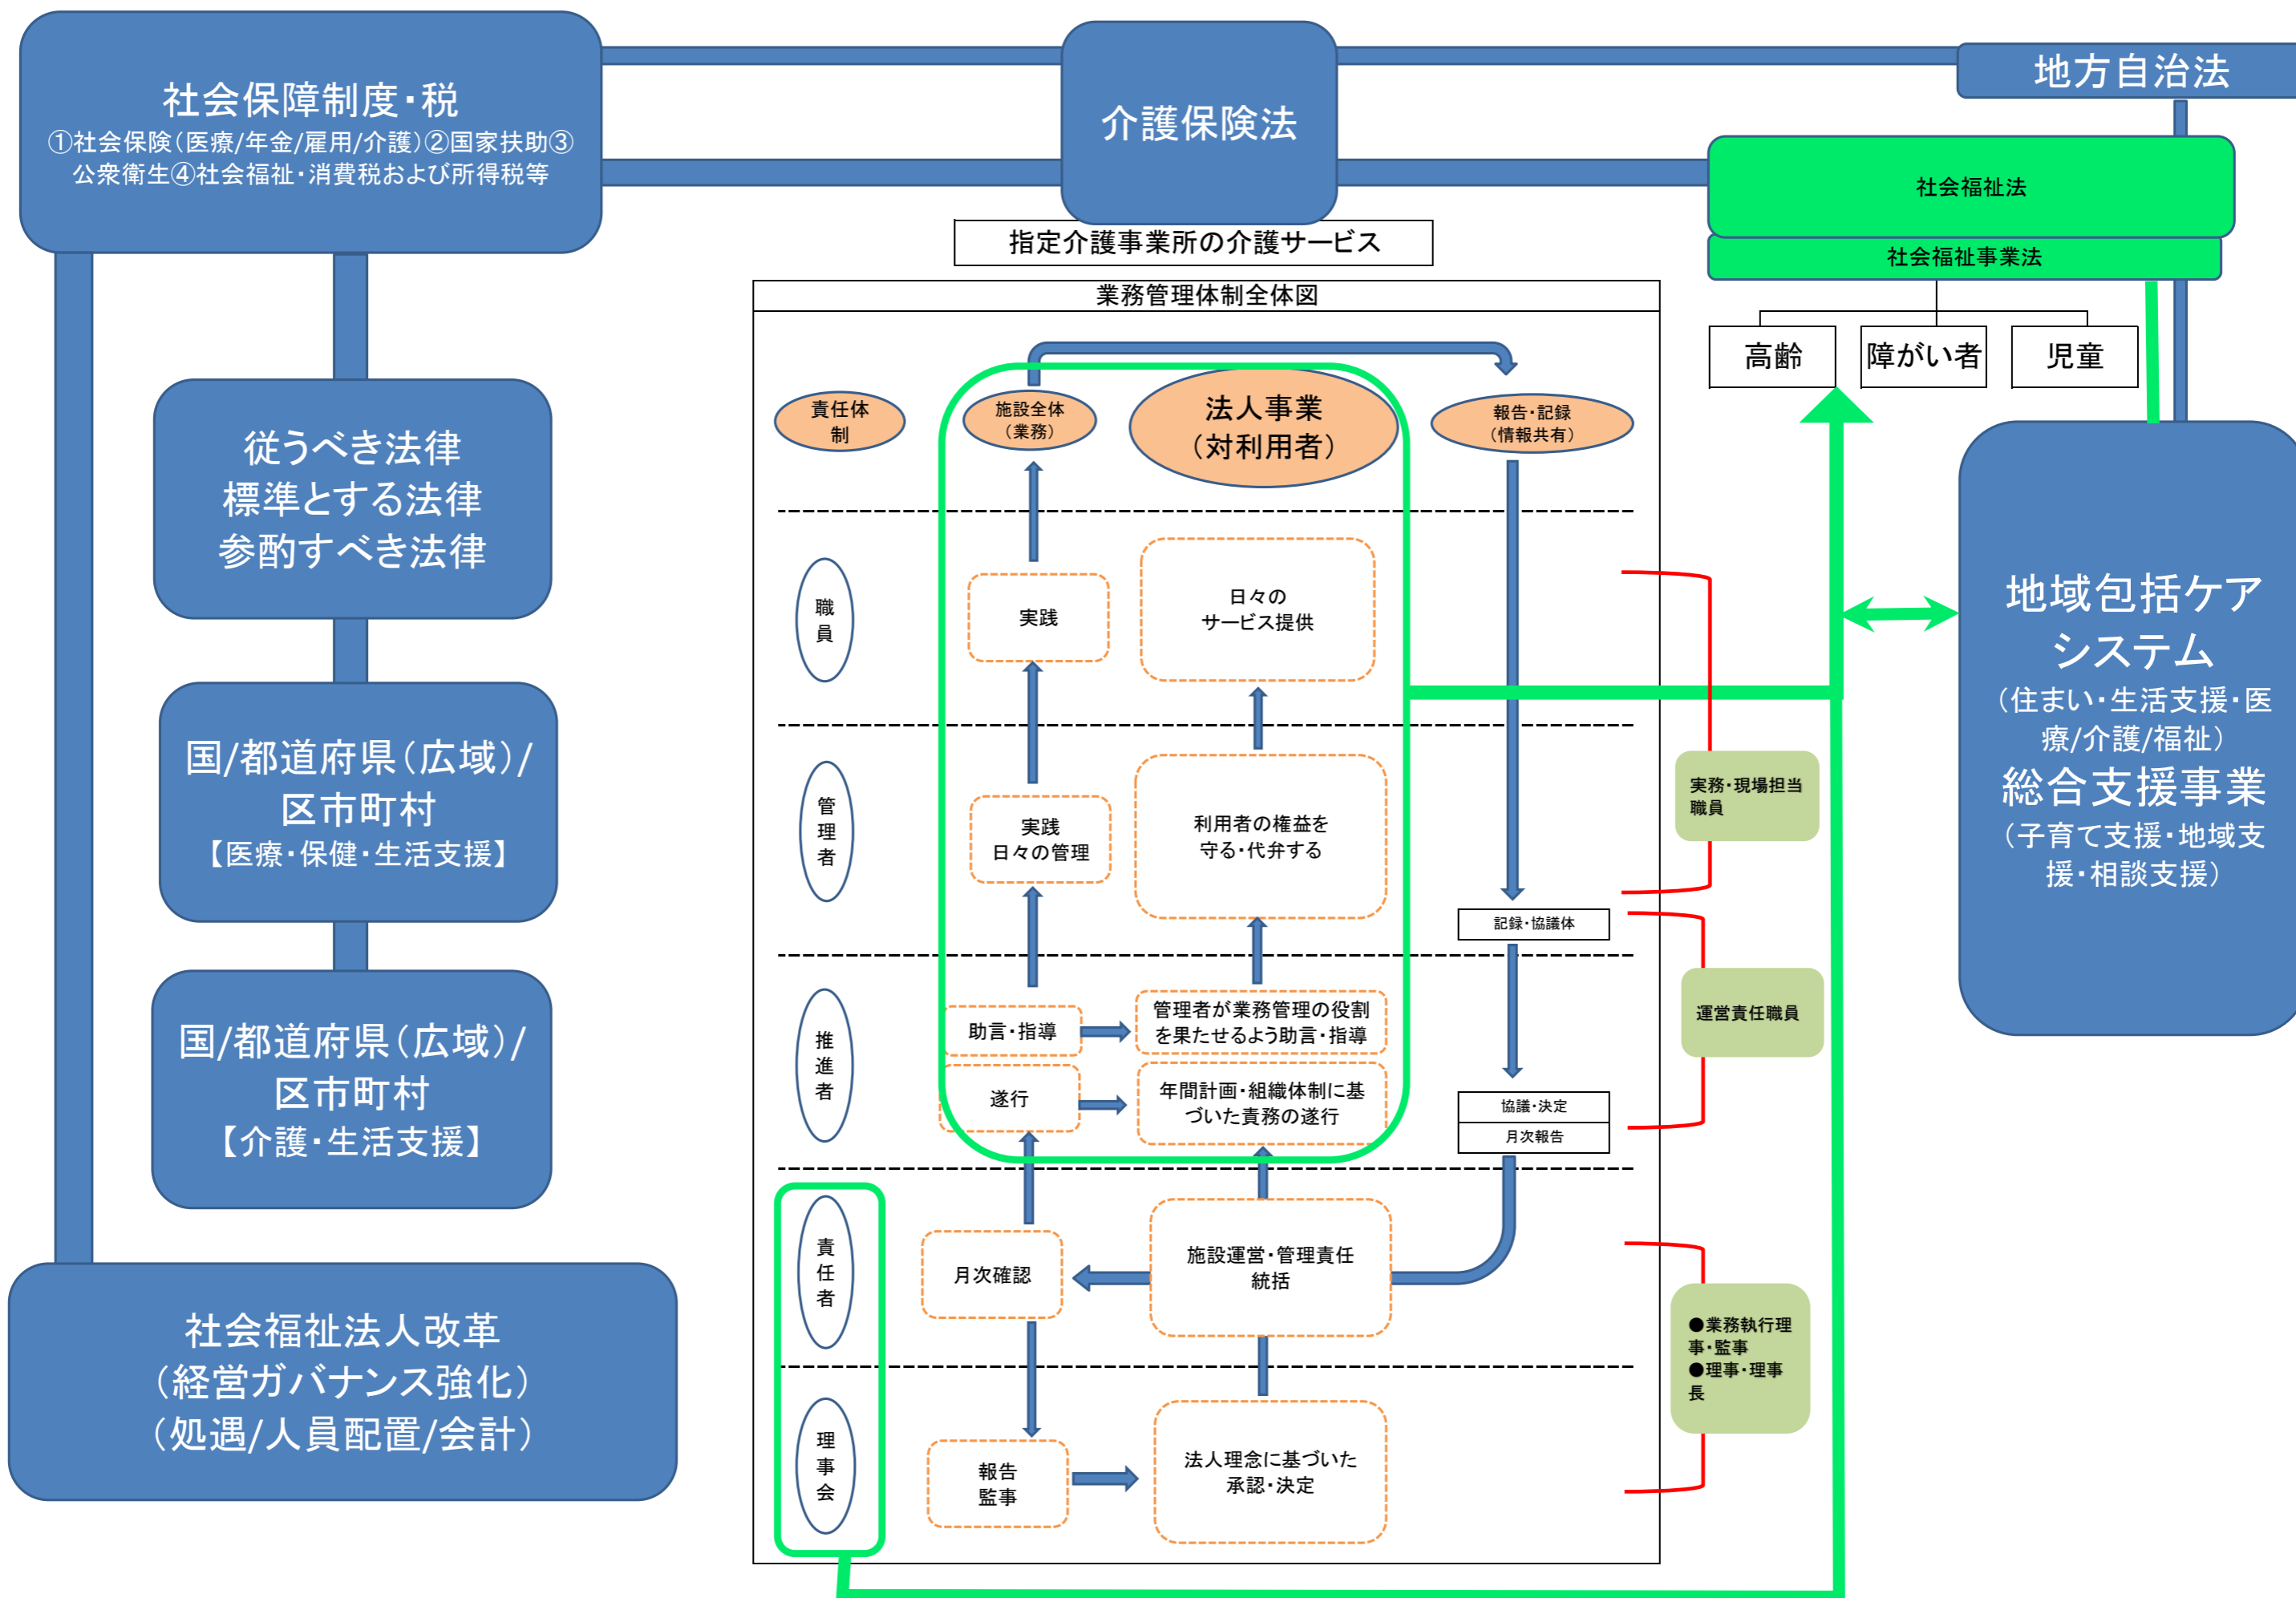 社会保障制度・税
①社会保険（医療/年金/雇用/介護）②国家扶助③
公衆衛生④社会福祉・消費税および所得税等
介護保険法
地方自治法
社会福祉法
社会福祉事業法
高齢
障がい者
児童
指定介護事業所の介護サービス
業務管理体制全体図
責任体
制
施設全体
（業務）
法人事業
（対利用者）
報告・記録
（情報共有）
従うべき法律
標準とする法律
参酌すべき法律
国/都道府県（広域）/
区市町村
【医療・保健・生活支援】
国/都道府県（広域）/
区市町村
【介護・生活支援】
社会福祉法人改革
（経営ガバナンス強化）
（処遇/人員配置/会計）
職
員
実践
日々の
サービス提供
管
理
者
実践
日々の管理
利用者の権益を
守る・代弁する
記録・協議体
推
進
者
助言・指導
管理者が業務管理の役割
を果たせるよう助言・指導
遂行
年間計画・組織体制に基
づいた責務の遂行
協議・決定
月次報告
責
任
者
月次確認
施設運営・管理責任
統括
理
事
会
報告
監事
法人理念に基づいた
承認・決定
実務・現場担当
職員
運営責任職員
●業務執行理
事・監事
●理事・理事
長
地域包括ケア
システム
（住まい・生活支援・医
療/介護/福祉）
総合支援事業
（子育て支援・地域支
援・相談支援）